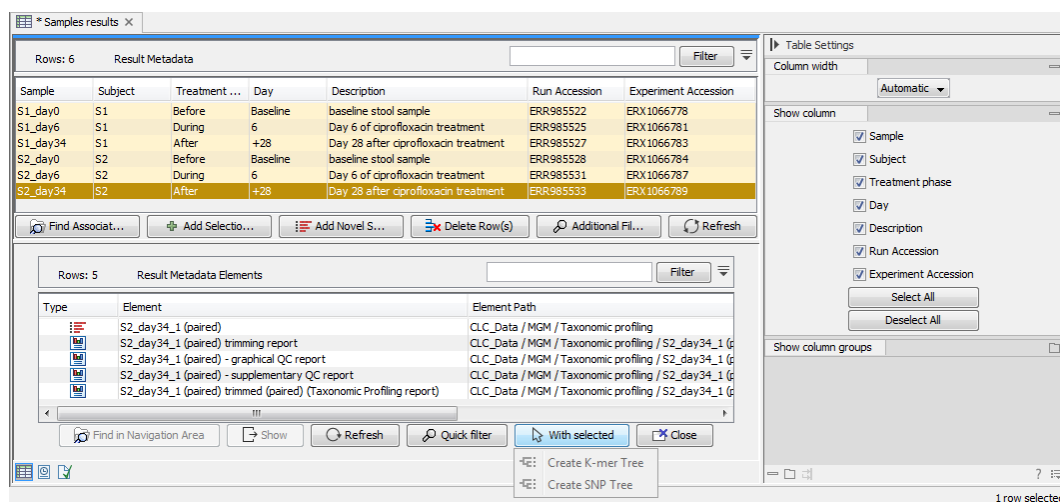 * Samples results
Rows: 6 Result Metadata Filter
Sample Subject Treatment ... Day Description Run Accession Experiment Accession
S1_day0 S1 Before Baseline baseline stool sample ERR985522 ERX1066778
S1_day6 S1 During 6 Day 6 of ciprofloxacin treatment ERR985525 ERX1066781
S1_day34 S1 After +28 Day 28 after ciprofloxacin treatment ERR985527 ERX1066783
S2_day0 S2 Before Baseline baseline stool sample ERR985528 ERX1066784
S2_day6 S2 During 6 Day 6 of ciprofloxacin treatment ERR985531 ERX1066787
S2_day34 S2 After +28 Day 28 after ciprofloxacin treatment ERR985533 ERX1066789
Find Associat... Add Selectio... Add Novel S... Delete Row(s) Additional Fil... Refresh
Rows: 5 Result Metadata Elements Filter
Type Element Element Path
S2_day34_1 (paired) CLC_Data / MGM / Taxonomic profiling
S2_day34_1 (paired) trimming report CLC_Data / MGM / Taxonomic profiling / S2_day34_1 (p
S2_day34_1 (paired) - graphical QC report CLC_Data / MGM / Taxonomic profiling / S2_day34_1 (p
S2_day34_1 (paired) - supplementary QC report CLC_Data / MGM / Taxonomic profiling / S2_day34_1 (p
S2_day34_1 (paired) trimmed (paired) (Taxonomic Profiling report) CLC_Data / MGM / Taxonomic profiling / S2_day34_1 (p
Find in Navigation Area Show Refresh Quick filter With selected Close
Create K-mer Tree
Create SNP Tree
Table Settings
Column width
Automatic
Show column
Sample
Subject
Treatment phase
Day
Description
Run Accession
Experiment Accession
Select All
Deselect All
Show column groups
?
1 row selected